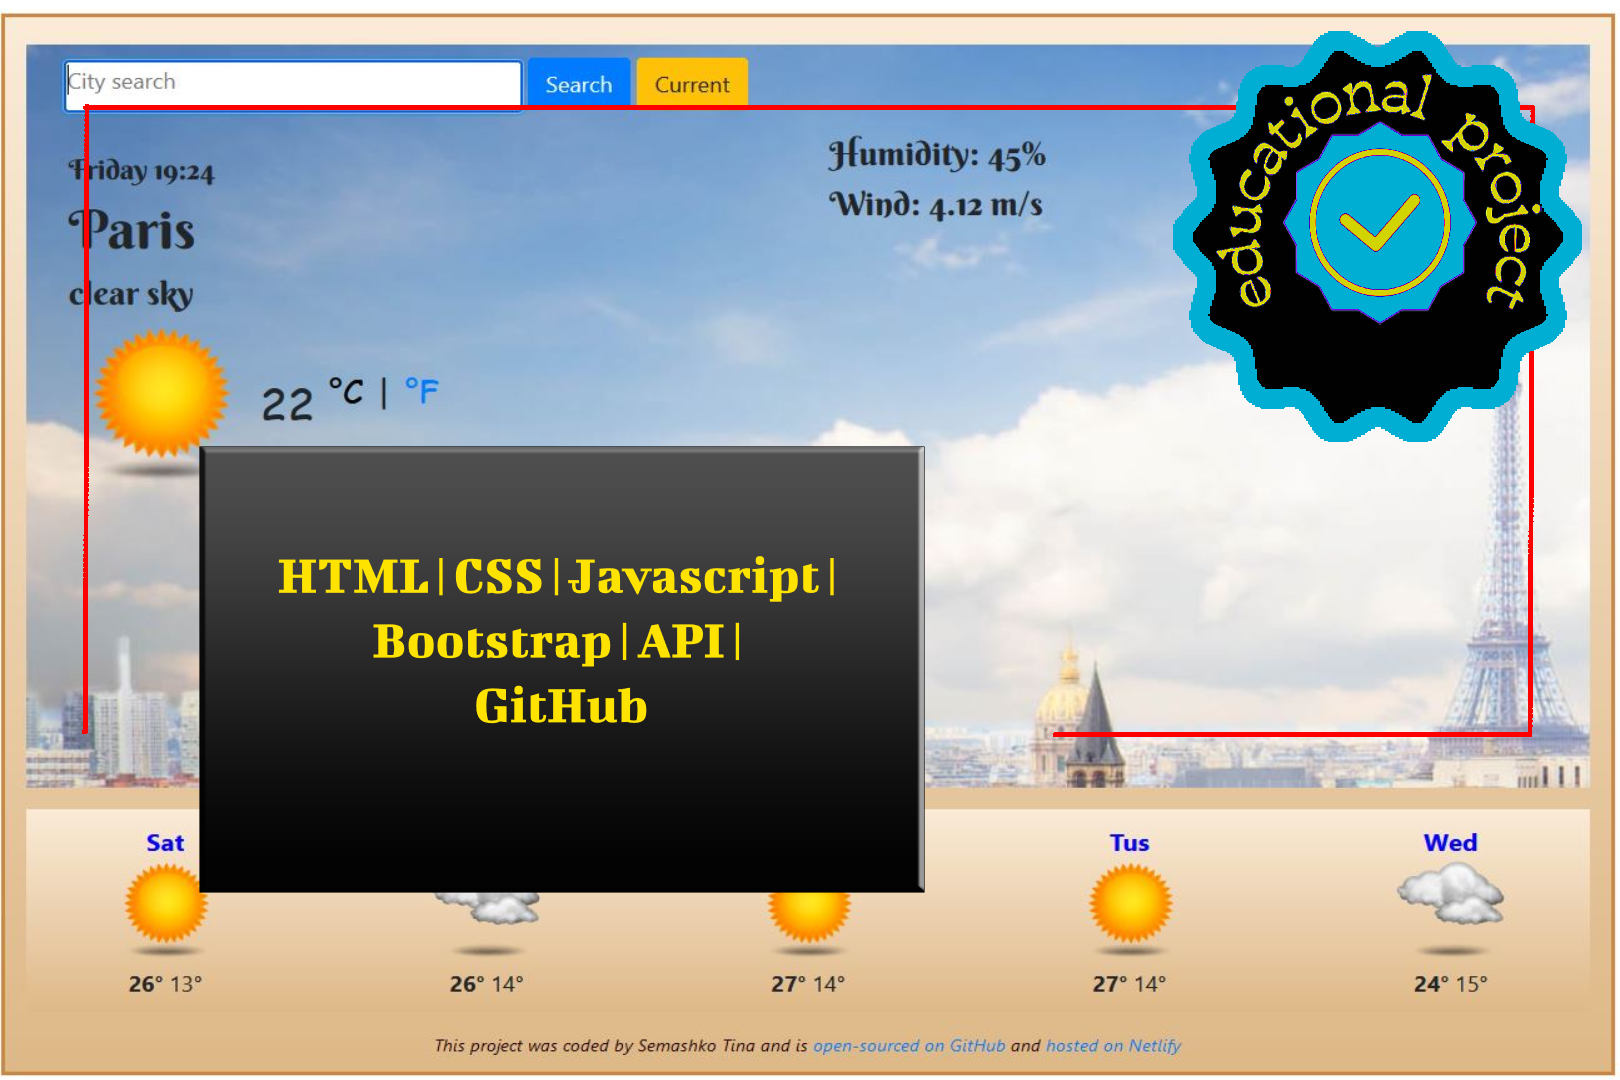 City search
Search
Current
educational project
Friday 19:24
Humidity: 45%
Paris
Wind: 4.12 m/s
clear sky
22 °C | °F
HTML|CSS|Javascript|
Bootstrap|API|
GitHub
Sat
Tus
Wed
26° 13°
26° 14°
27° 14°
27° 14°
24° 15°
This project was coded by Semashko Tina and is open-sourced on GitHub and hosted on Netlify